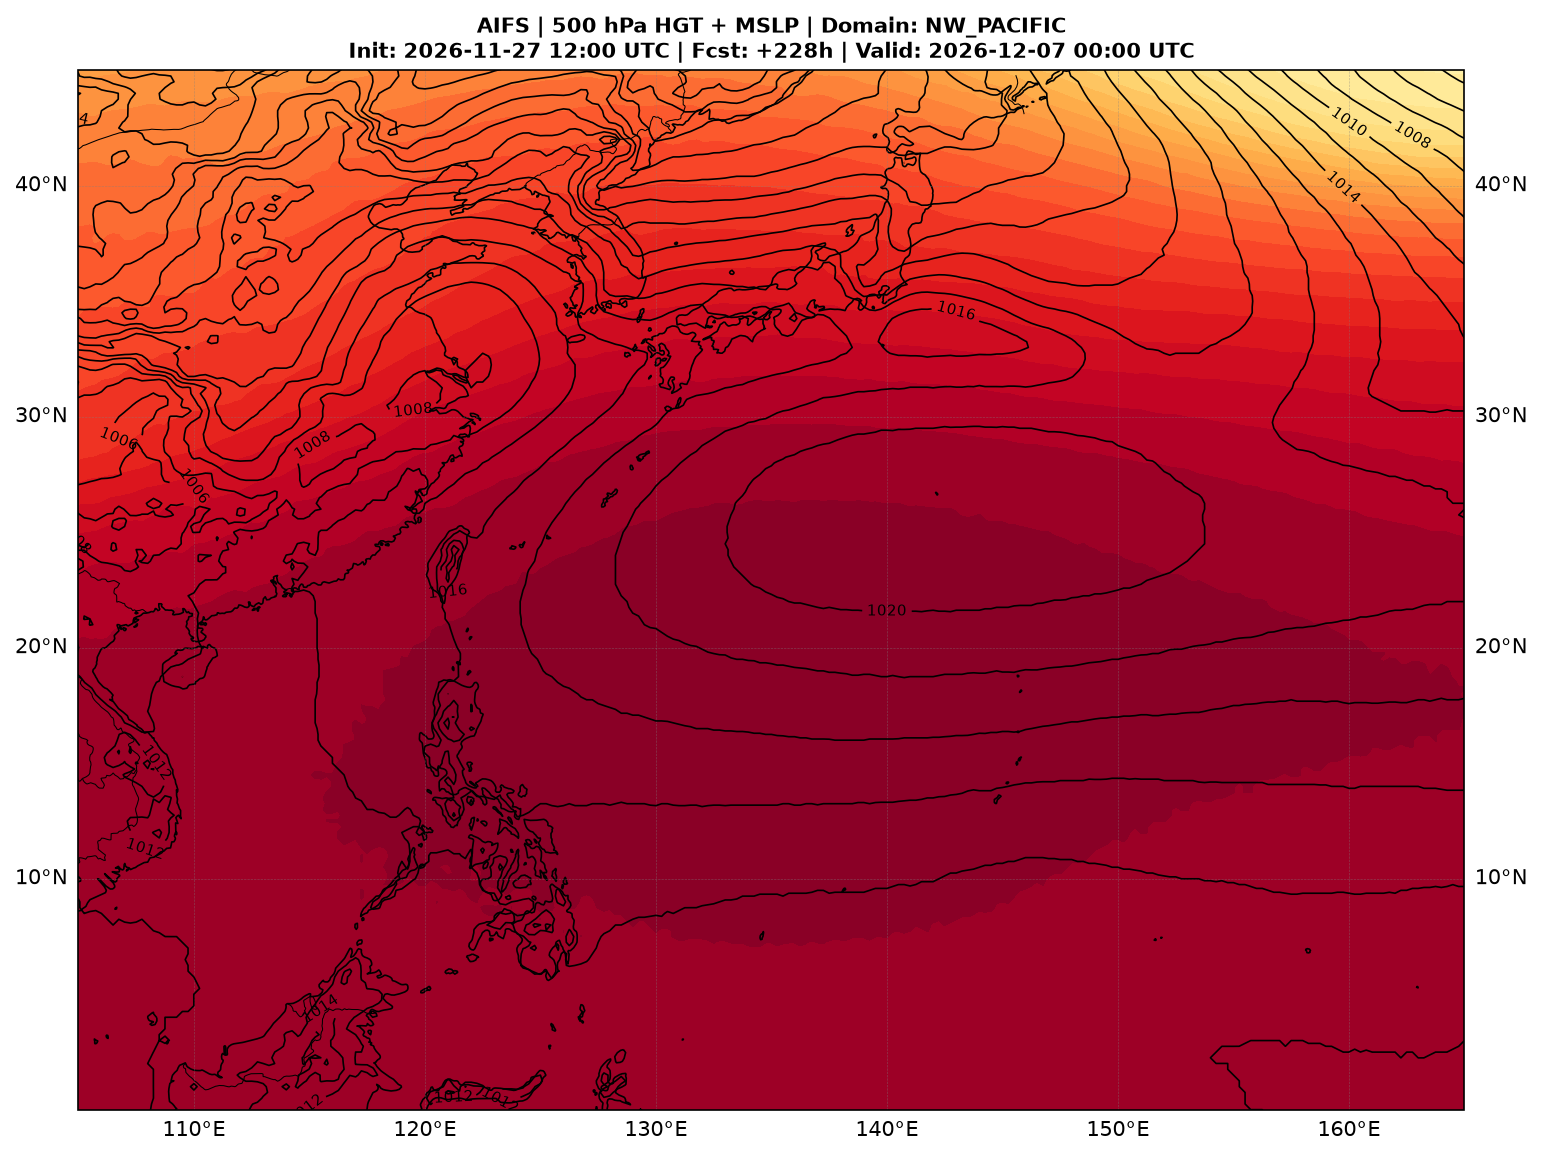 AIFS | 500 hPa HGT + MSLP | Domain: NW_PACIFIC
Init: 2026-11-27 12:00 UTC | Fcst: +228h | Valid: 2026-12-07 00:00 UTC
1010
1008
1014
40°N
40°N
1016
1008
30°N
30°N
1006
1008
1006
1016
1020
20°N
20°N
1012
10°N
10°N
1014
1012
110°E
120°E
130°E
140°E
150°E
160°E